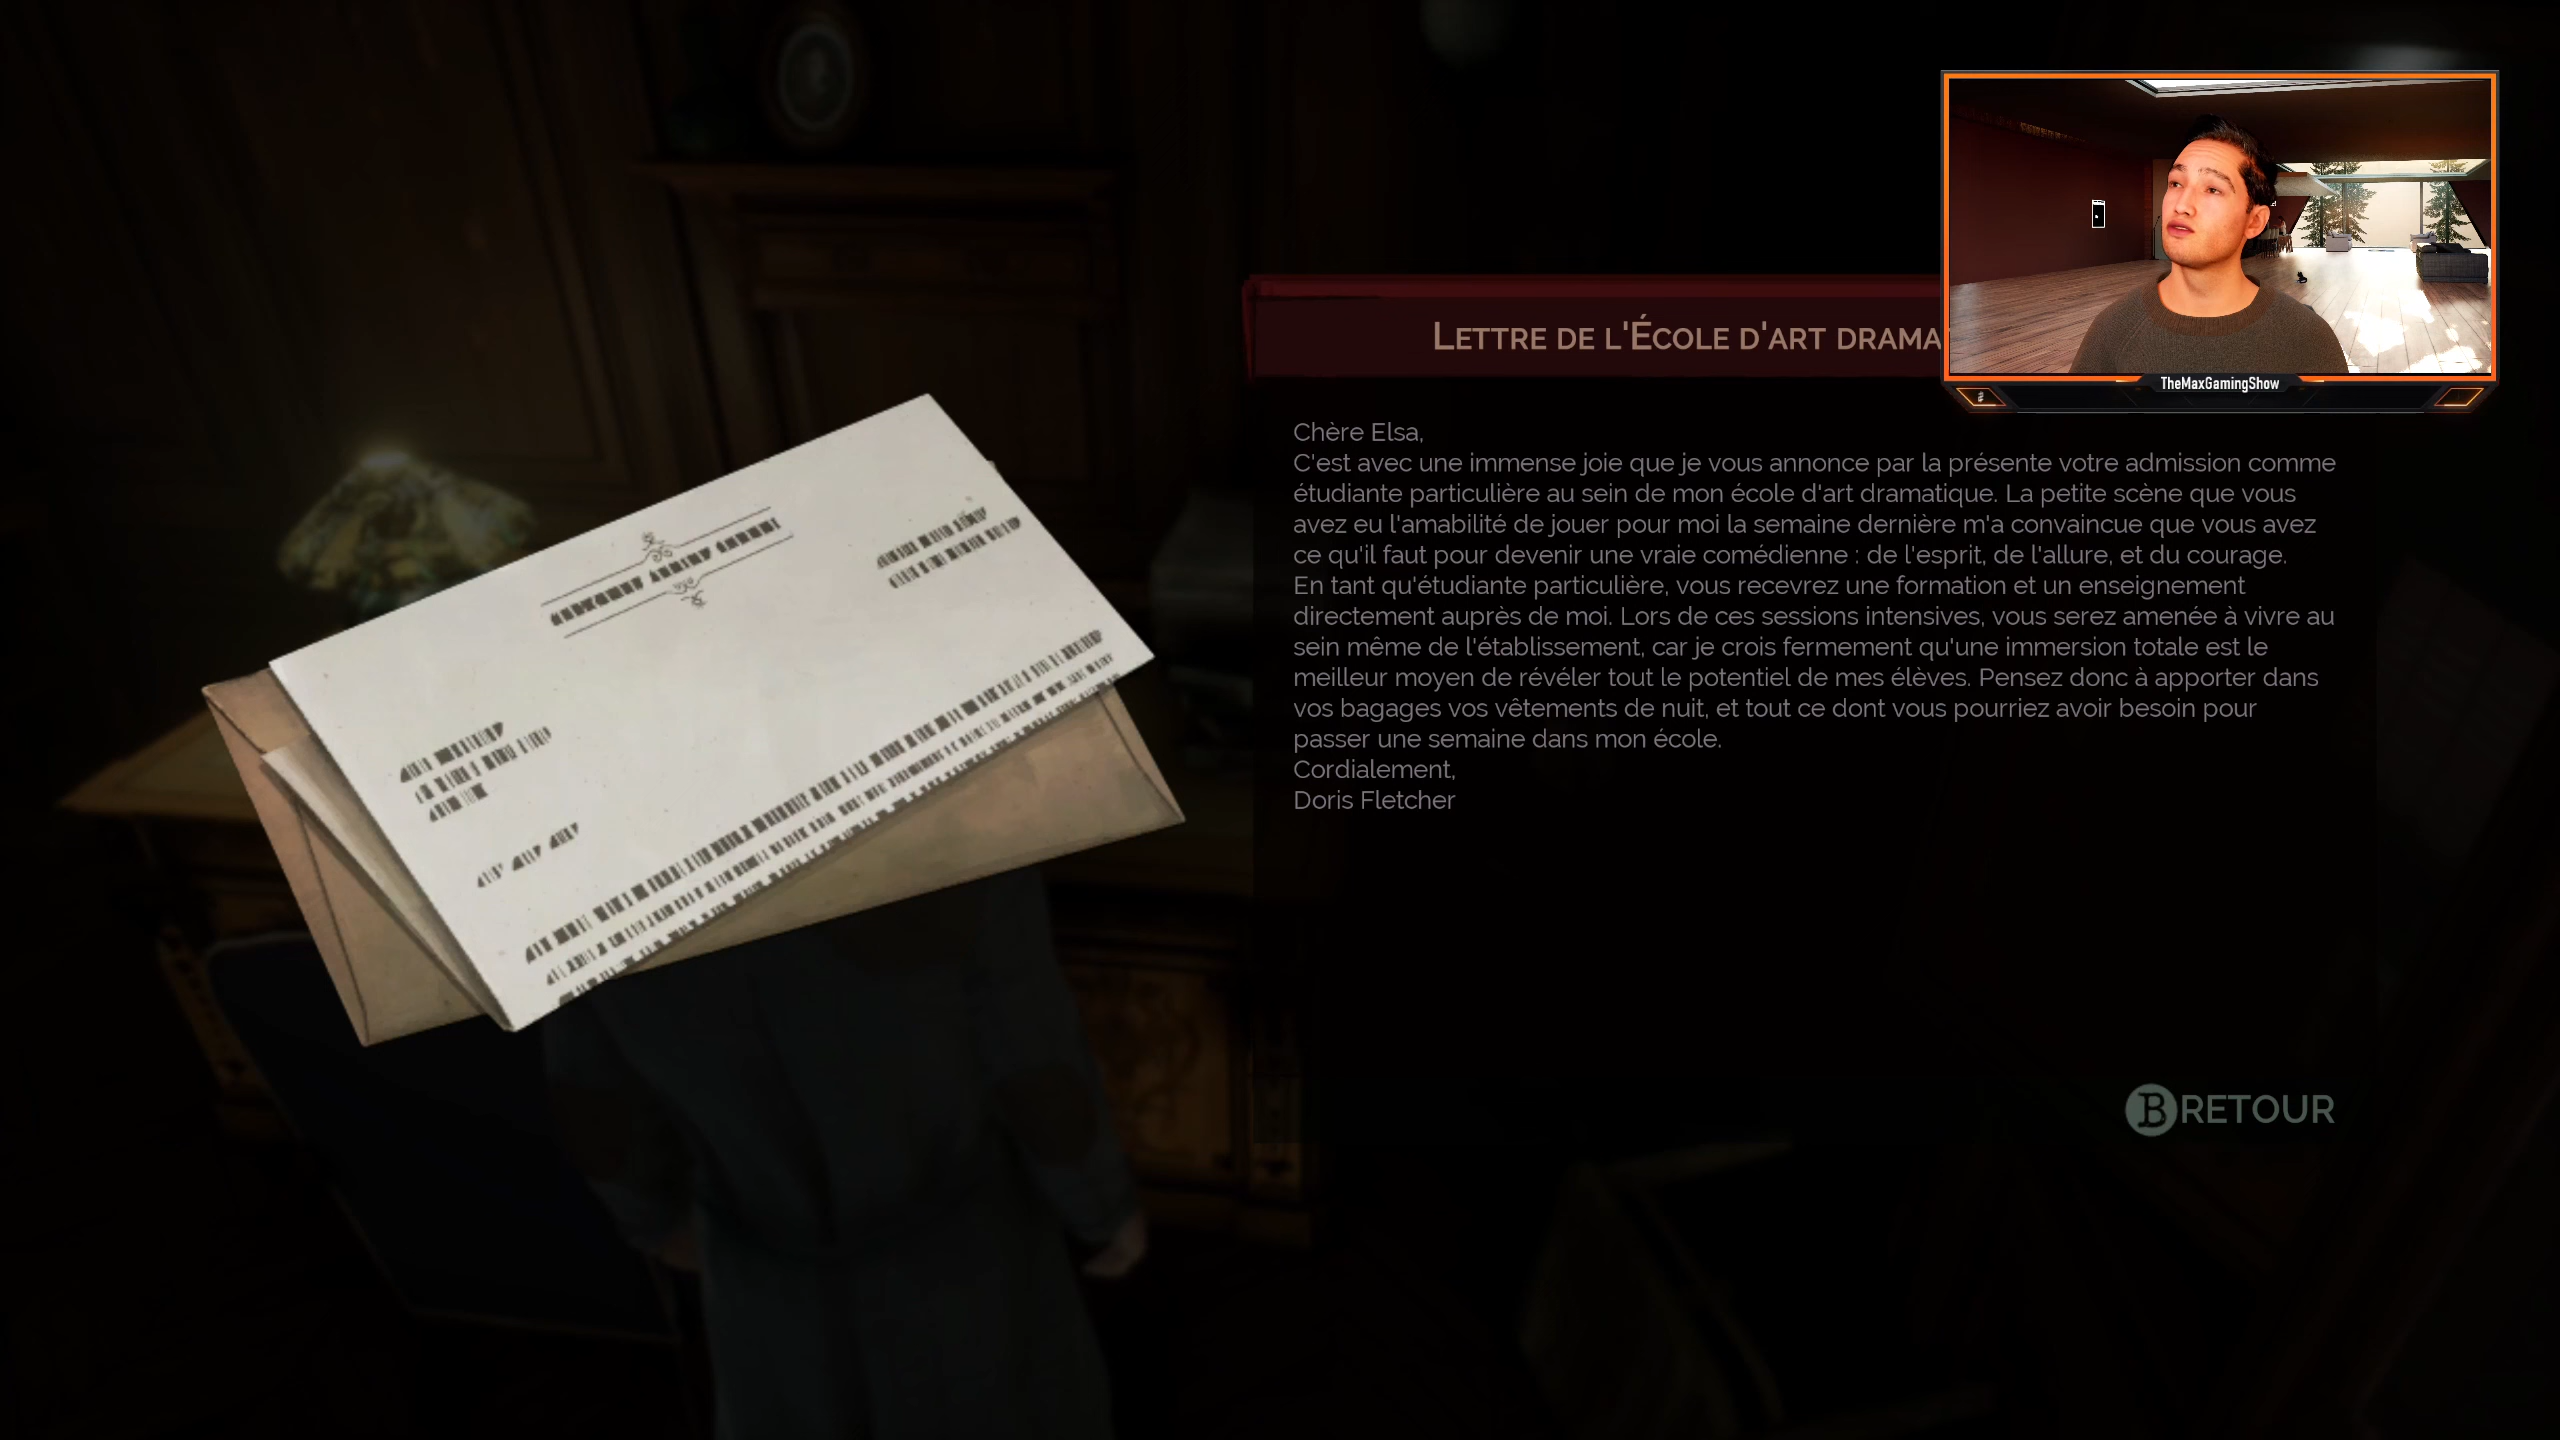 LETTRE DE L'ÉCOLE D'ART DRAMA
TheMaxGamingShow
Chère Elsa,
C'est avec une immense joie que je vous annonce par la présente votre admission comme
étudiante particulière au sein de mon école d'art dramatique. La petite scène que vous
avez eu l'amabilité de jouer pour moi la semaine dernière m'a convaincue que vous avez
ce qu'il faut pour devenir une vraie comédienne : de l'esprit, de l'allure, et du courage.
En tant qu'étudiante particulière, vous recevrez une formation et un enseignement
directement auprès de moi. Lors de ces sessions intensives, vous serez amenée à vivre au
sein même de l'établissement, car je crois fermement qu'une immersion totale est le
meilleur moyen de révéler tout le potentiel de mes élèves. Pensez donc à apporter dans
vos bagages vos vêtements de nuit, et tout ce dont vous pourriez avoir besoin pour
passer une semaine dans mon école.
Cordialement,
Doris Fletcher
B RETOUR